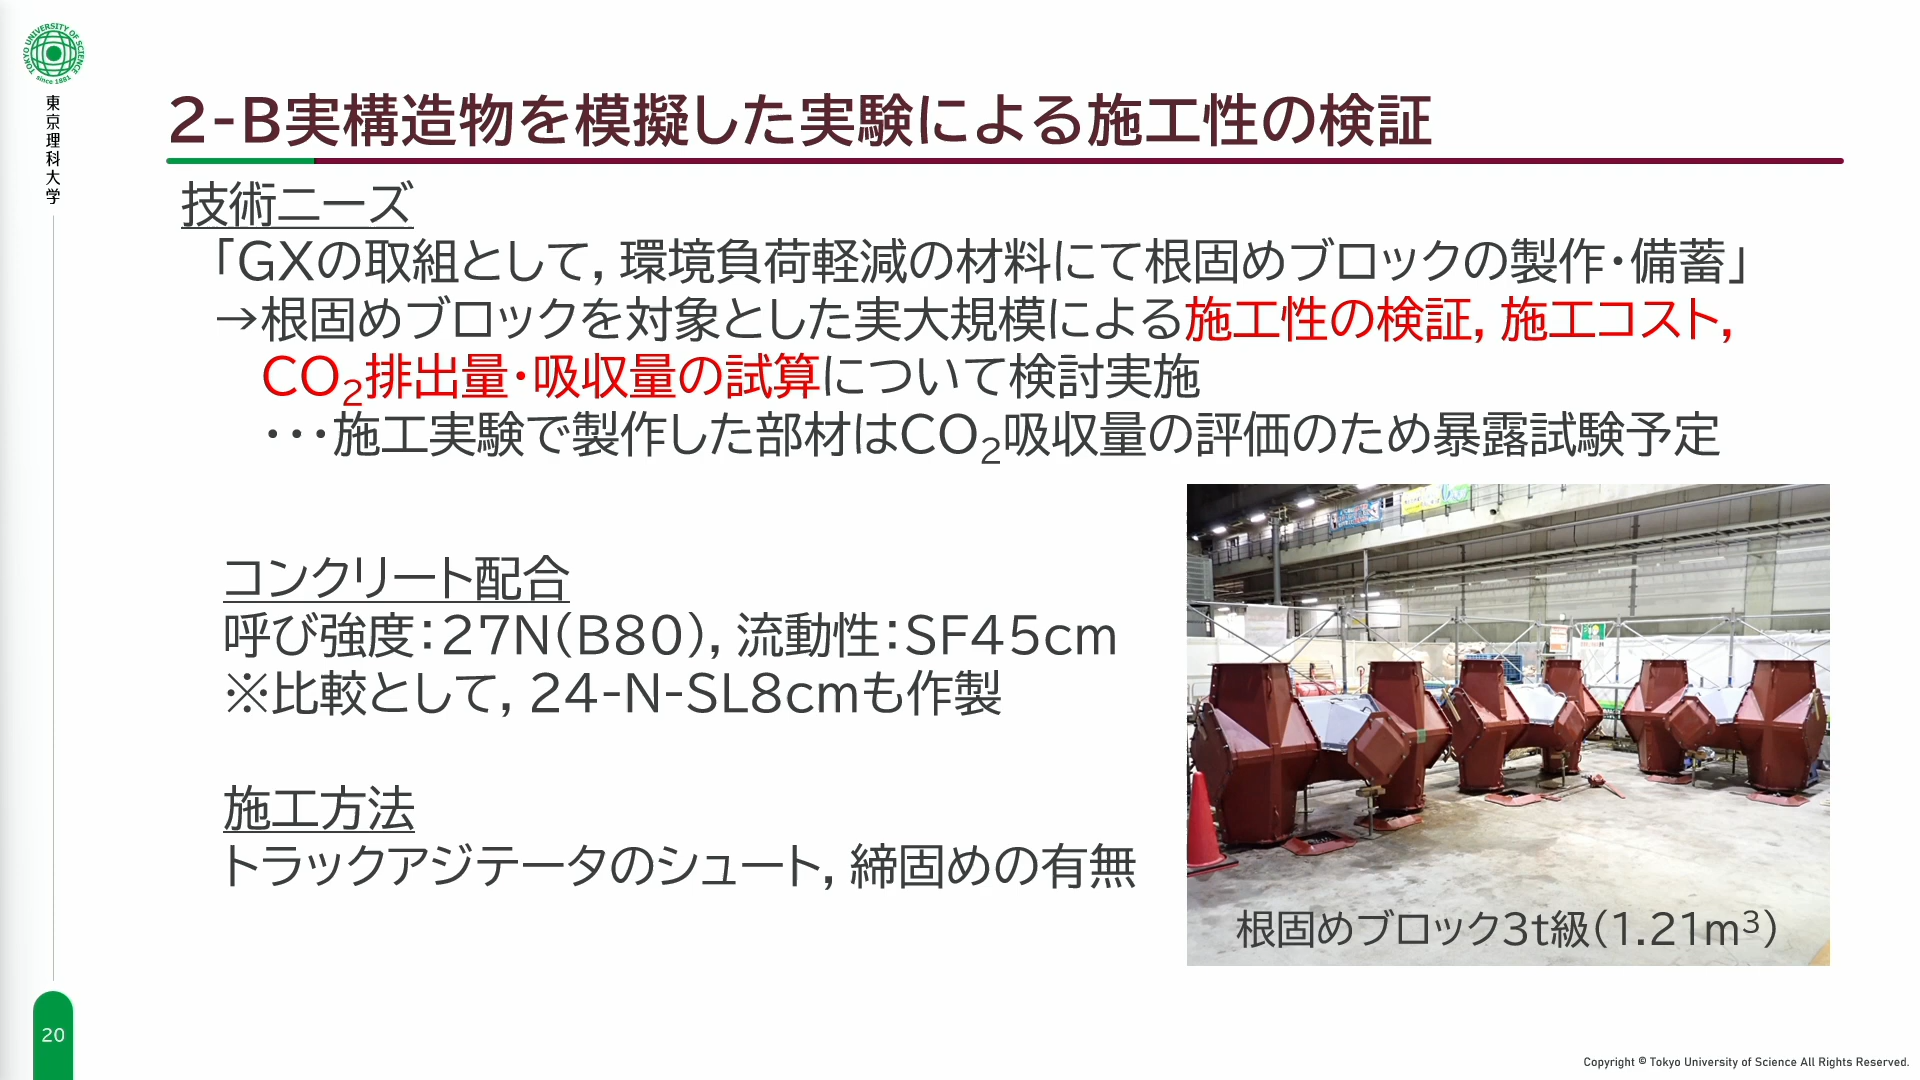 TOKYO UNIVERSITY OF SCIENCE
since 1881
東京理科大学
2-B実構造物を模擬した実験による施工性の検証
技術ニーズ
「GXの取組として, 環境負荷軽減の材料にて根固めブロックの製作・備蓄」
→根固めブロックを対象とした実大規模による施工性の検証, 施工コスト,
CO₂排出量・吸収量の試算について検討実施
・・・施工実験で製作した部材はCO₂吸収量の評価のため暴露試験予定
コンクリート配合
呼び強度：27N(B80), 流動性：SF45cm
※比較として, 24-N-SL8cmも作製
施工方法
トラックアジテータのシュート, 締固めの有無
根固めブロック3t級(1.21m³)
20
Copyright © Tokyo University of Science All Rights Reserved.